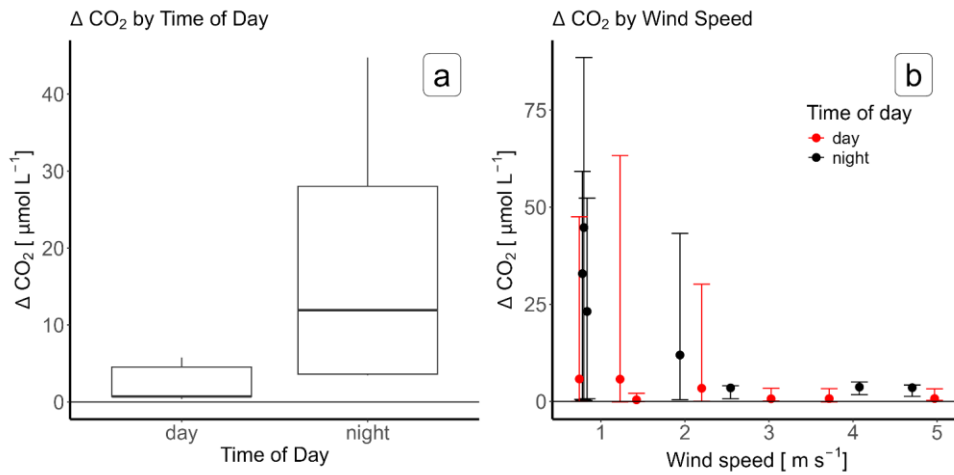 Δ CO₂ by Time of Day
a
Δ CO₂ [ µmol L⁻¹ ]
40
30
20
10
0
day
night
Time of Day
Δ CO₂ by Wind Speed
b
Time of day
day
night
Δ CO₂ [ µmol L⁻¹ ]
75
50
25
0
1
2
3
4
5
Wind speed [ m s⁻¹ ]